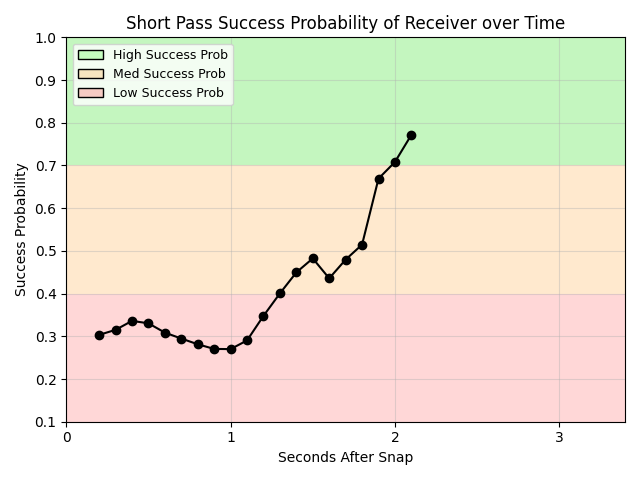 Short Pass Success Probability of Receiver over Time
1.0
0.9
0.8
0.7
0.6
0.5
0.4
0.3
0.2
0.1
Success Probability
High Success Prob
Med Success Prob
Low Success Prob
0 1 2 3
Seconds After Snap